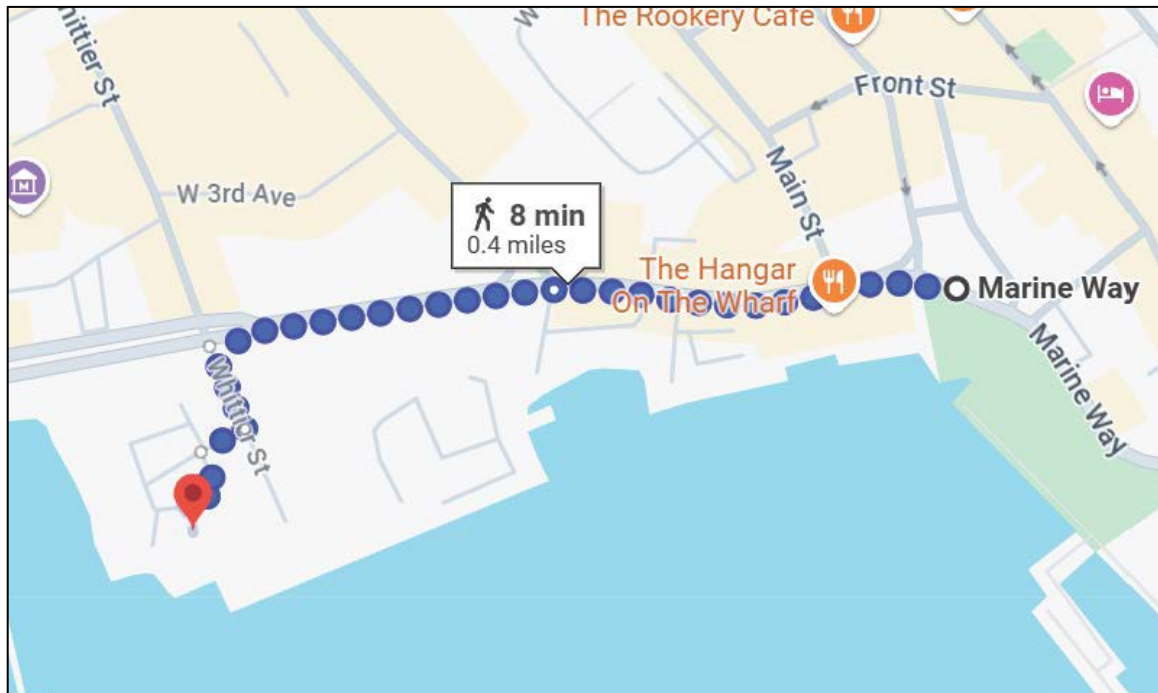 The Rookery Cafe
Whittier St
Front St
W 3rd Ave
Main St
8 min
0.4 miles
The Hangar
On The Wharf
Marine Way
Marine Way
Whittier St
M